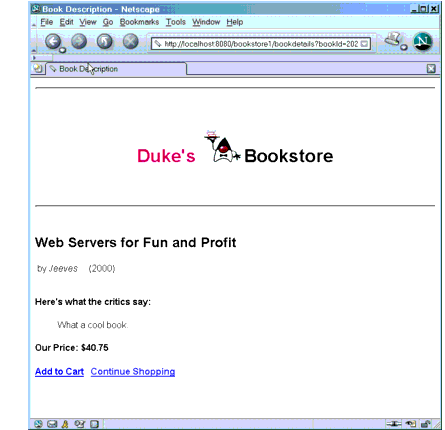 Book Description - Netscape
File Edit View Go Bookmarks Tools Window Help
http://localhost:8080/bookstore1/bookdetails?bookId=202
Book Description
Duke's Bookstore
Web Servers for Fun and Profit
by Jeeves (2000)
Here's what the critics say:
What a cool book.
Our Price: $40.75
Add to Cart Continue Shopping